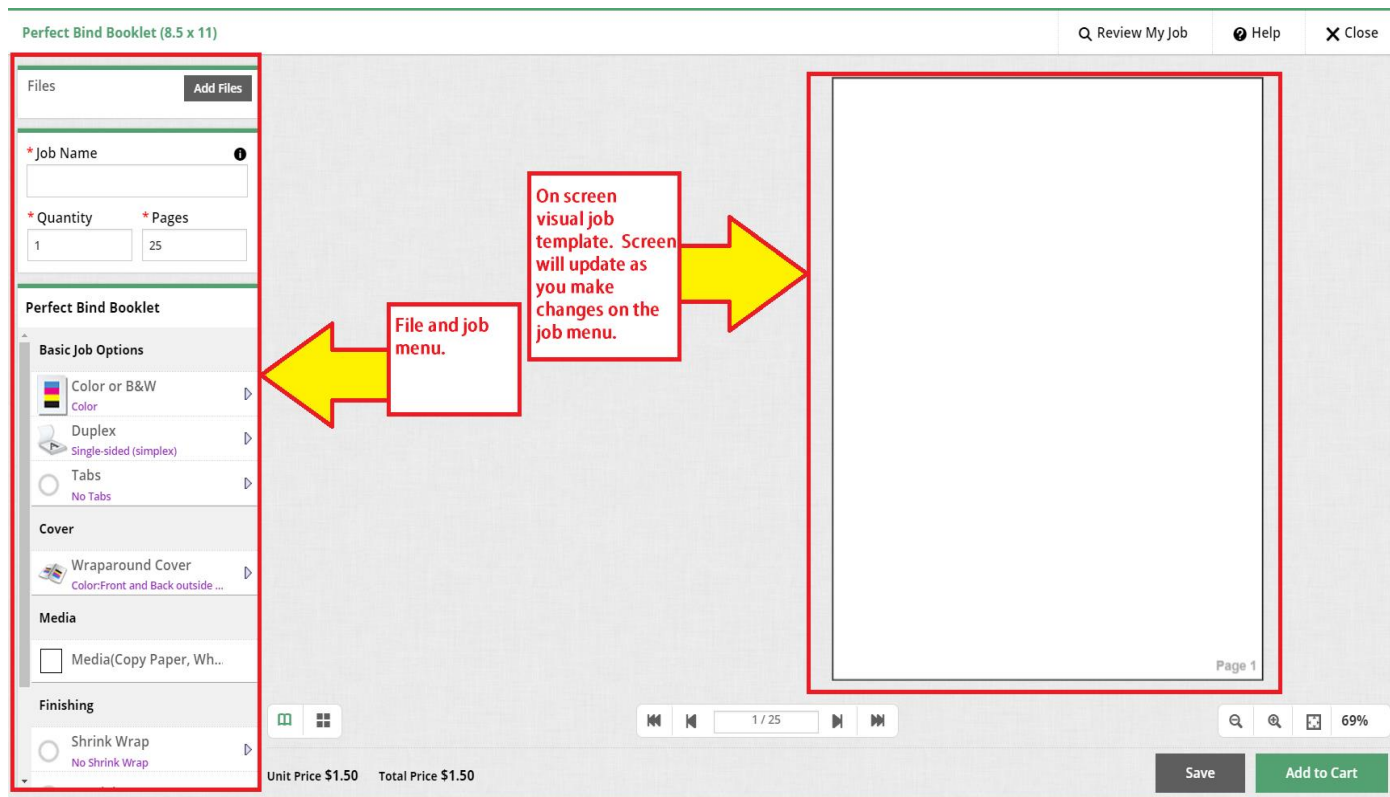 Perfect Bind Booklet (8.5 x 11)
Review My Job
Help
Close
Files
Add Files
* Job Name
* Quantity
* Pages
1
25
Perfect Bind Booklet
Basic Job Options
Color or B&W
Color
Duplex
Single-sided (simplex)
Tabs
No Tabs
Cover
Wraparound Cover
Color:Front and Back outside ...
Media
Media(Copy Paper, Wh..
Finishing
Shrink Wrap
No Shrink Wrap
File and job
menu.
On screen
visual job
template. Screen
will update as
you make
changes on the
job menu.
Page 1
1 / 25
69%
Unit Price $1.50
Total Price $1.50
Save
Add to Cart